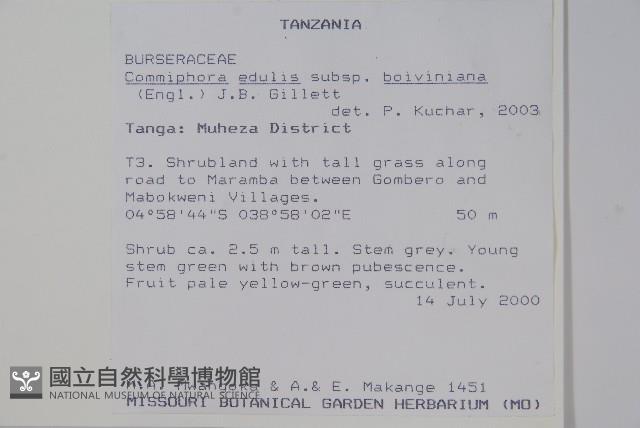 TANZANIA
BURSERACEAE
Commiphora edulis subsp. boiviniana
(Engl.) J.B. Gillett
det. P. Kuchar, 2003
Tanga: Muheza District
T3. Shrubland with tall grass along
road to Maramba between Gombero and
Mabokweni Villages.
04°58'44"S 038°58'02"E 50 m
Shrub ca. 2.5 m tall. Stem grey. Young
stem green with brown pubescence.
Fruit pale yellow-green, succulent.
14 July 2000
& A.& E. Makange 1451
MISSOURI BOTANICAL GARDEN HERBARIUM (MO)
國立自然科學博物館
NATIONAL MUSEUM OF NATURAL SCIENCE